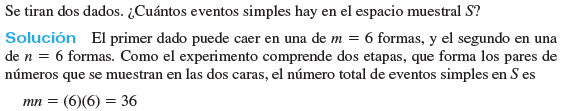 Se tiran dos dados. ¿Cuántos eventos simples hay en el espacio muestral S?
Solución El primer dado puede caer en una de m = 6 formas, y el segundo en una
de n = 6 formas. Como el experimento comprende dos etapas, que forma los pares de
números que se muestran en las dos caras, el número total de eventos simples en S es
mn = (6)(6) = 36